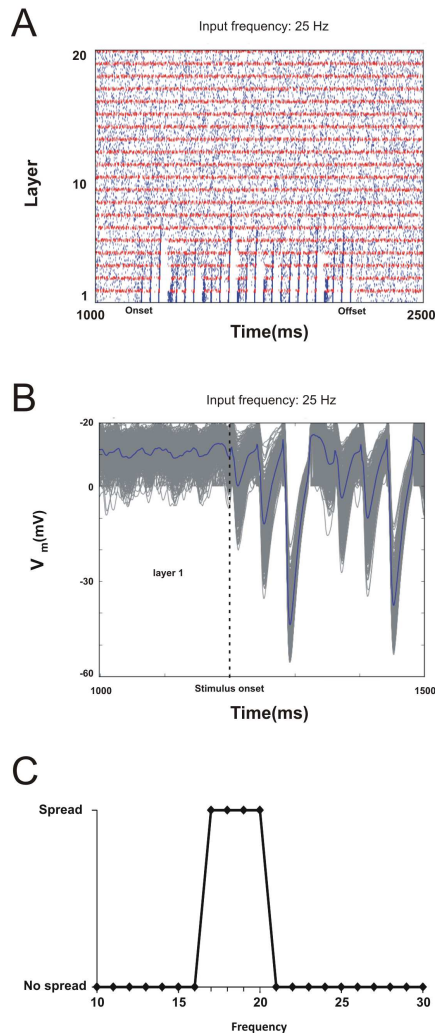 A
Input frequency: 25 Hz
20
10
1
Layer
Onset
Offset
1000
2500
Time(ms)
B
Input frequency: 25 Hz
-20
0
-30
-60
V m(mV)
layer 1
1000
Stimulus onset
1500
Time(ms)
C
Spread
No spread
10
15
20
25
30
Frequency